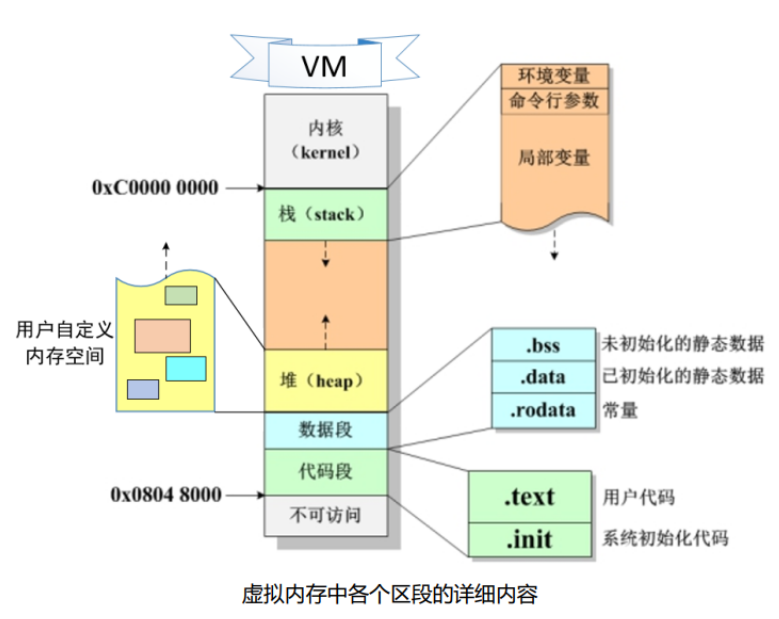 VM
内核
（kernel）
0xC0000 0000
栈（stack）
环境变量
命令行参数
局部变量
用户自定义
内存空间
堆（heap）
数据段
代码段
0x0804 8000
不可访问
.bss
未初始化的静态数据
.data
已初始化的静态数据
.rodata
常量
.text
用户代码
.init
系统初始化代码
虚拟内存中各个区段的详细内容